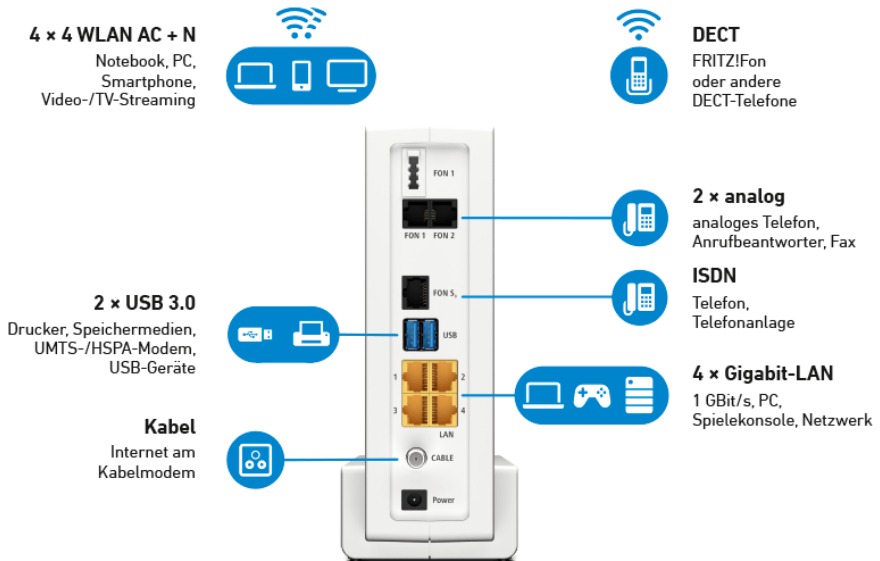 4 × 4 WLAN AC + N
Notebook, PC,
Smartphone,
Video-/TV-Streaming
DECT
FRITZ!Fon
oder andere
DECT-Telefone
FON 1
FON 1 FON 2
2 × analog
analoges Telefon,
Anrufbeantworter, Fax
FON S₀
ISDN
Telefon,
Telefonanlage
2 × USB 3.0
Drucker, Speichermedien,
UMTS-/HSPA-Modem,
USB-Geräte
USB
1 2
3 4
LAN
4 × Gigabit-LAN
1 GBit/s, PC,
Spielekonsole, Netzwerk
Kabel
Internet am
Kabelmodem
CABLE
Power